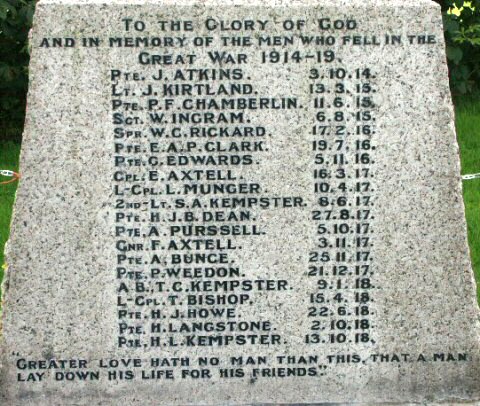 TO THE GLORY OF GOD
AND IN MEMORY OF THE MEN WHO FELL IN THE
GREAT WAR 1914-19.
PTE. J. ATKINS. 3.10.14.
LT. J. KIRTLAND. 13.3.15.
PTE. P.F. CHAMBERLIN. 11.6.15.
SGT. W. INGRAM. 6.8.15.
SPR. W.C. RICKARD. 17.2.16.
PTE. E.A.P. CLARK. 19.7.16.
PTE. G. EDWARDS. 5.11.16.
CPL. E. AXTELL. 16.3.17.
L-CPL. L. MUNGER. 10.4.17.
2ND-LT. S.A. KEMPSTER. 8.6.17.
PTE. H.J.B. DEAN. 27.8.17.
PTE. A. PURSSELL. 5.10.17.
GNR. F. AXTELL. 3.11.17.
PTE. A. BUNCE. 25.11.17.
PTE. P. WEEDON. 21.12.17.
A.B., T.C. KEMPSTER. 9.1.18.
L-CPL. T. BISHOP. 15.4.18.
PTE. H.J. HOWE. 22.6.18.
PTE. H. LANGSTONE. 2.10.18.
PTE. H.L. KEMPSTER. 13.10.18.
"GREATER LOVE HATH NO MAN THAN THIS, THAT A MAN
LAY DOWN HIS LIFE FOR HIS FRIENDS."